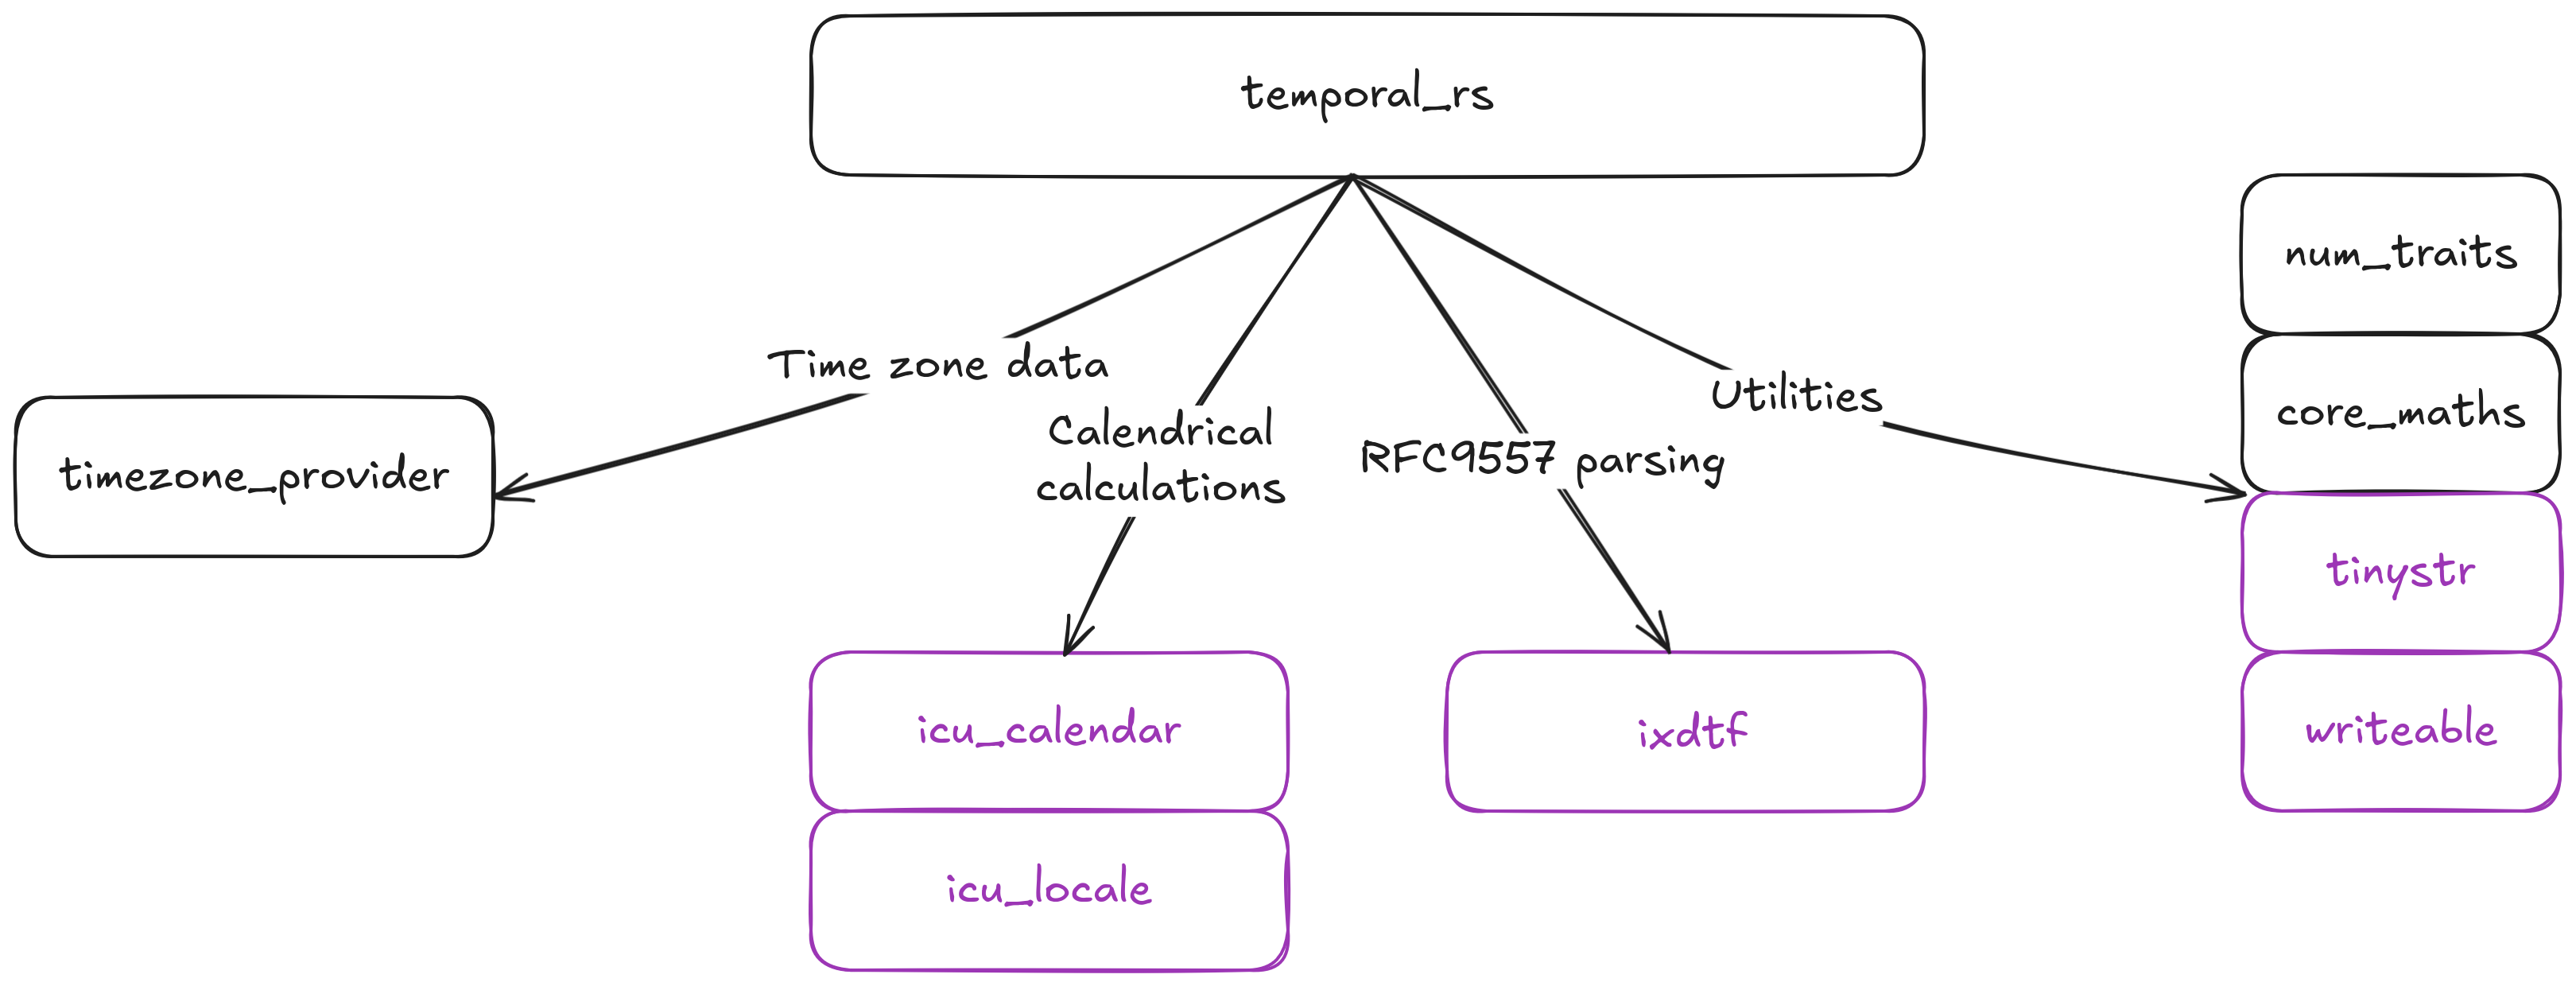 temporal_rs
num_traits
core_maths
tinystr
writeable
Time zone data
Calendrical
calculations
RFC9557 parsing
Utilities
timezone_provider
icu_calendar
icu_locale
ixdtf